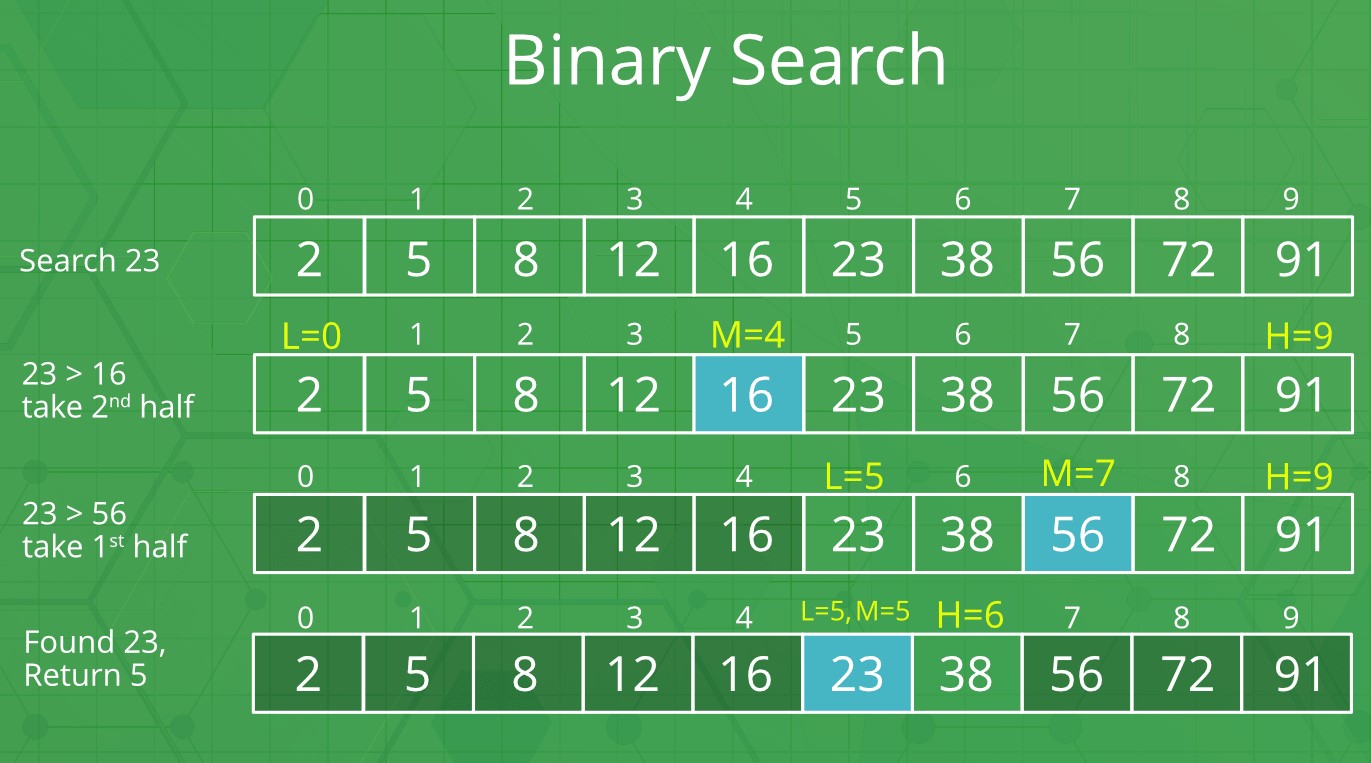 Binary Search
0 1 2 3 4 5 6 7 8 9
Search 23
2 5 8 12 16 23 38 56 72 91
L=0 1 2 3 M=4 5 6 7 8 H=9
23 > 16
take 2nd half
2 5 8 12 16 23 38 56 72 91
0 1 2 3 4 L=5 6 M=7 8 H=9
23 > 56
take 1st half
2 5 8 12 16 23 38 56 72 91
0 1 2 3 4 L=5, M=5 H=6 7 8 9
Found 23,
Return 5
2 5 8 12 16 23 38 56 72 91